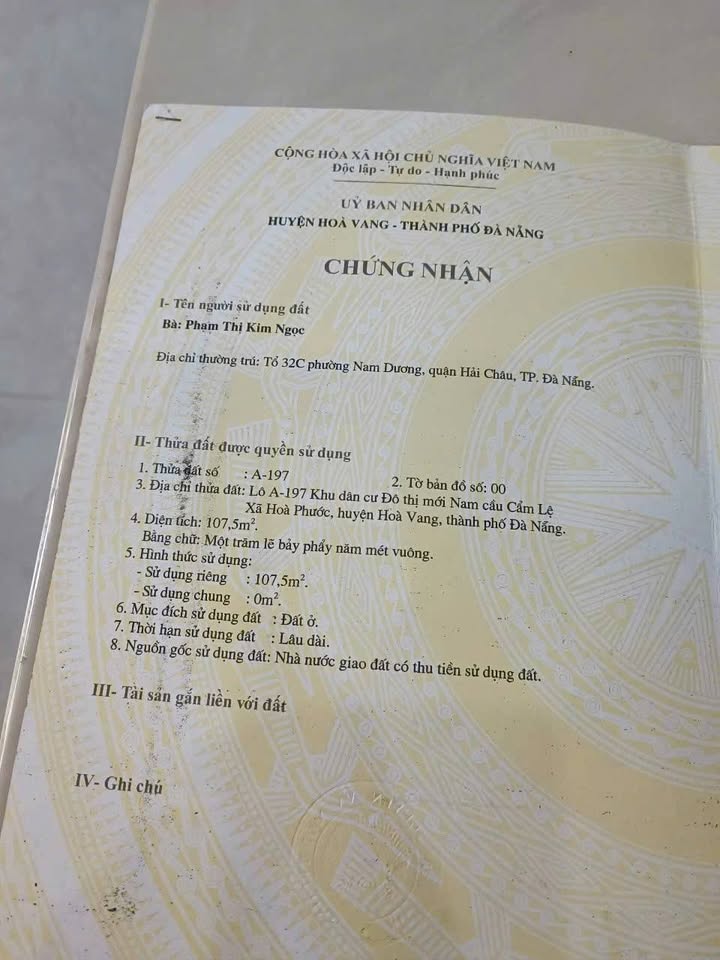 CỘNG HÒA XÃ HỘI CHỦ NGHĨA VIỆT NAM
Độc lập - Tự do - Hạnh phúc
UỶ BAN NHÂN DÂN
HUYỆN HOÀ VANG - THÀNH PHỐ ĐÀ NẴNG
CHỨNG NHẬN
I- Tên người sử dụng đất
Bà: Phạm Thị Kim Ngọc
Địa chỉ thường trú: Tổ 32C phường Nam Dương, quận Hải Châu, TP. Đà Nẵng.
II- Thửa đất được quyền sử dụng
1. Thửa đất số : A-197 2. Tờ bản đồ số: 00
3. Địa chỉ thửa đất: Lô A-197 Khu dân cư Đô thị mới Nam cầu Cẩm Lệ
Xã Hoà Phước, huyện Hoà Vang, thành phố Đà Nẵng.
4. Diện tích: 107,5m².
Bằng chữ: Một trăm lẽ bảy phẩy năm mét vuông.
5. Hình thức sử dụng:
- Sử dụng riêng : 107,5m².
- Sử dụng chung : 0m².
6. Mục đích sử dụng đất : Đất ở.
7. Thời hạn sử dụng đất : Lâu dài.
8. Nguồn gốc sử dụng đất: Nhà nước giao đất có thu tiền sử dụng đất.
III- Tài sản gắn liền với đất
IV- Ghi chú